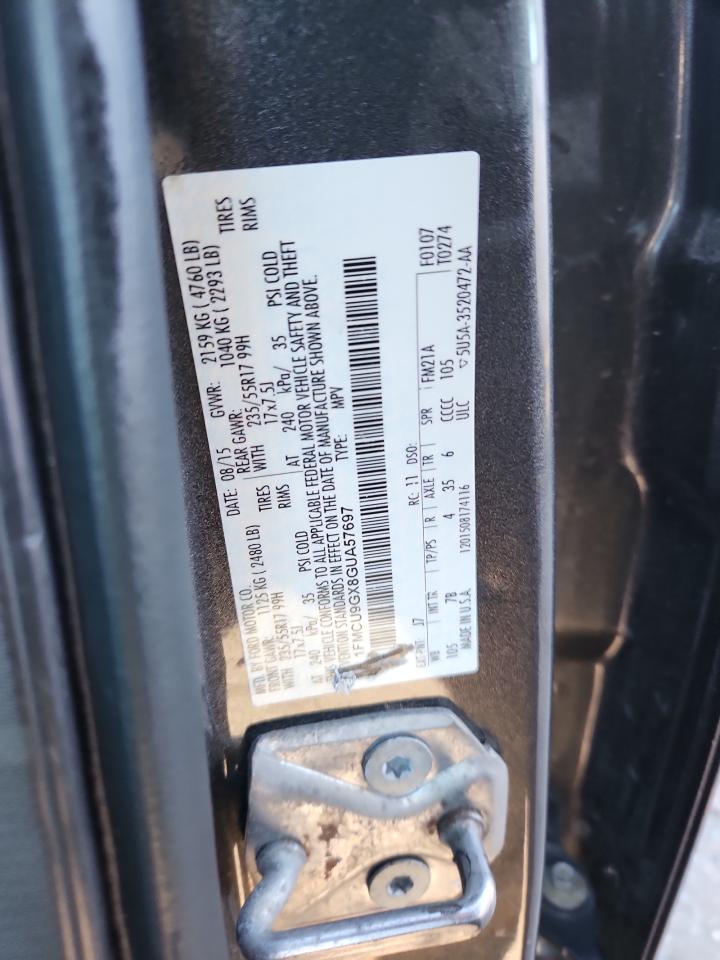 MFD. BY FORD MOTOR CO. DATE: 08/15 GVWR: 2159 KG ( 4760 LB)
FRONT GAWR: 1125 KG ( 2480 LB) REAR GAWR: 1040 KG ( 2293 LB)
WITH 235/55R17 99H TIRES WITH 235/55R17 99H TIRES
17x7.5J RIMS 17x7.5J RIMS
AT 240 kPa/ 35 PSI COLD AT 240 kPa/ 35 PSI COLD
THIS VEHICLE CONFORMS TO ALL APPLICABLE FEDERAL MOTOR VEHICLE SAFETY AND THEFT
PREVENTION STANDARDS IN EFFECT ON THE DATE OF MANUFACTURE SHOWN ABOVE.
1FMCU9GX8GUA57697 TYPE: MPV
F0107
T0274
EXT PNT: J7 RC: 11 DSO: FM21A
WB INT TR TP/PS R AXLE TR SPR
105 7B 4 35 6 CCCC 105
MADE IN U.S.A. 1201508174116 ULC
▽5U5A-3520472-AA